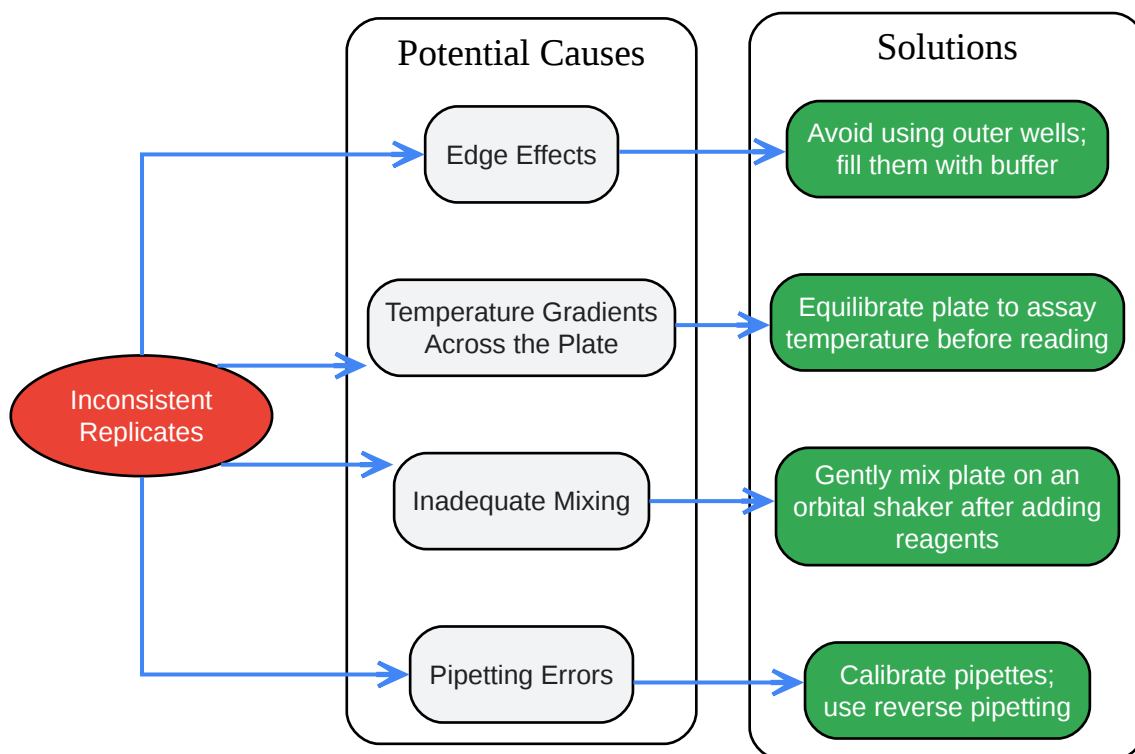 Potential Causes
Solutions
Edge Effects
Avoid using outer wells;
fill them with buffer
Temperature Gradients
Across the Plate
Equilibrate plate to assay
temperature before reading
Inconsistent
Replicates
Inadequate Mixing
Gently mix plate on an
orbital shaker after adding
reagents
Pipetting Errors
Calibrate pipettes;
use reverse pipetting